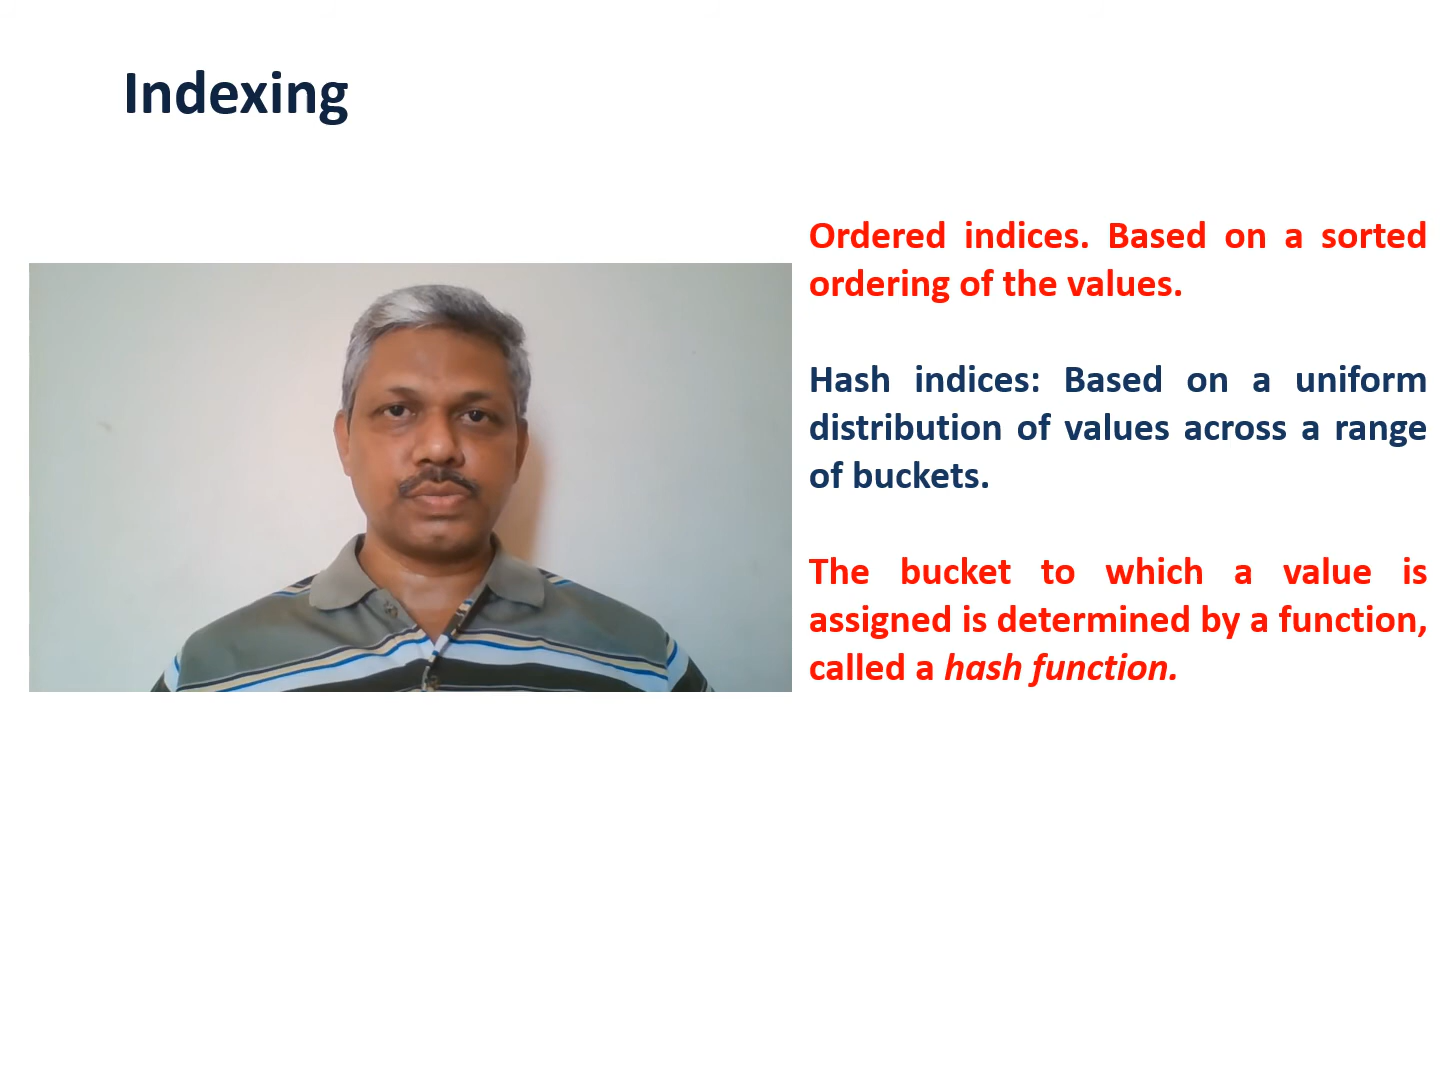 Indexing
Ordered indices. Based on a sorted
ordering of the values.
Hash indices: Based on a uniform
distribution of values across a range
of buckets.
The bucket to which a value is
assigned is determined by a function,
called a hash function.